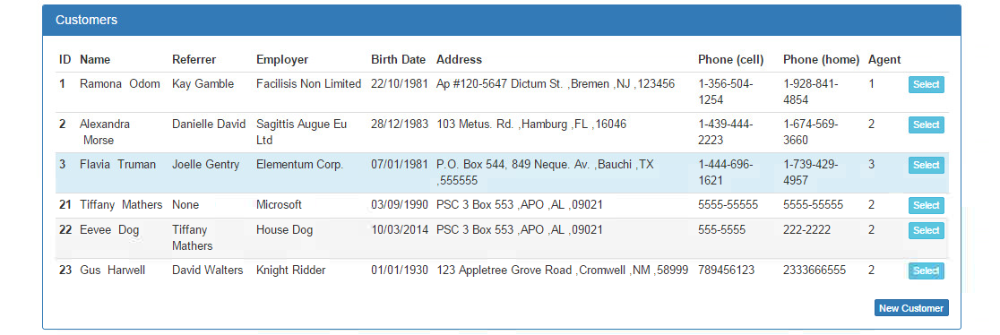 Customers
ID Name Referrer Employer Birth Date Address Phone (cell) Phone (home) Agent
1 Ramona Odom Kay Gamble Facilisis Non Limited 22/10/1981 Ap #120-5647 Dictum St. ,Bremen ,NJ ,123456 1-356-504- 1-928-841- 1 Select
1254 4854
2 Alexandra Danielle David Sagittis Augue Eu 28/12/1983 103 Metus. Rd. ,Hamburg ,FL ,16046 1-439-444- 1-674-569- 2 Select
Morse Ltd 2223 3660
3 Flavia Truman Joelle Gentry Elementum Corp. 07/01/1981 P.O. Box 544, 849 Neque. Av. ,Bauchi ,TX 1-444-696- 1-739-429- 3 Select
,555555 1621 4957
21 Tiffany Mathers None Microsoft 03/09/1990 PSC 3 Box 553 ,APO ,AL ,09021 5555-55555 5555-55555 2 Select
22 Eevee Dog Tiffany House Dog 10/03/2014 PSC 3 Box 553 ,APO ,AL ,09021 555-5555 222-2222 2 Select
Mathers
23 Gus Harwell David Walters Knight Ridder 01/01/1930 123 Appletree Grove Road ,Cromwell ,NM ,58999 789456123 2333666555 2 Select
New Customer